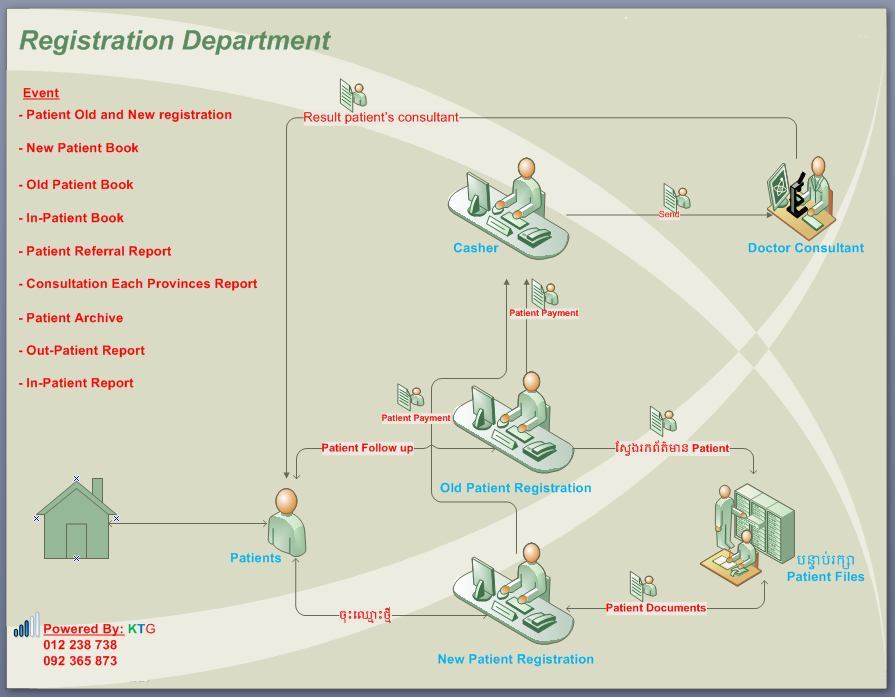 Registration Department
Event
- Patient Old and New registration
- New Patient Book
- Old Patient Book
- In-Patient Book
- Patient Referral Report
- Consultation Each Provinces Report
- Patient Archive
- Out-Patient Report
- In-Patient Report
Result patient's consultant
Send
Casher
Doctor Consultant
Patient Payment
Patient Payment
Patient Follow up
ស្វែងរកព័ត៌មាន Patient
Old Patient Registration
Patients
បន្ទាប់រក្សា
Patient Files
Patient Documents
ចុះឈ្មោះថ្មី
New Patient Registration
Powered By: KTG
012 238 738
092 365 873